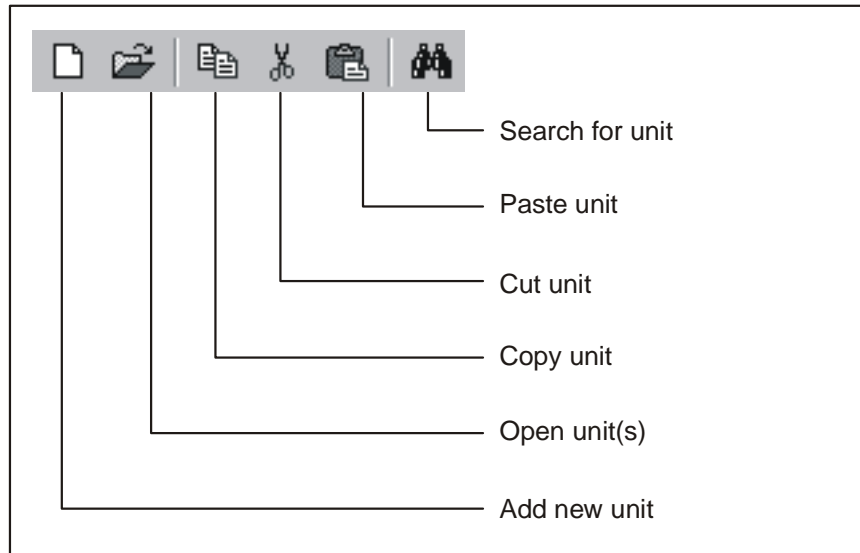 Search for unit
Paste unit
Cut unit
Copy unit
Open unit(s)
Add new unit